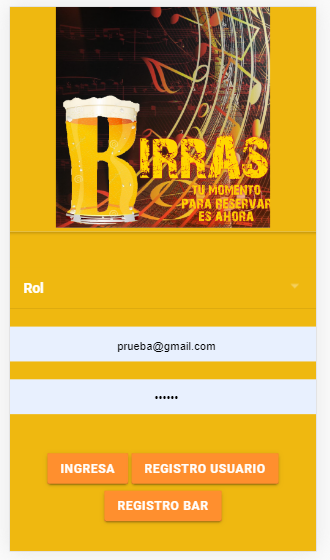 BIRRAS
TU MOMENTO
PARA RESERVAR
ES AHORA
Rol
prueba@gmail.com
••••••
INGRESA
REGISTRO USUARIO
REGISTRO BAR